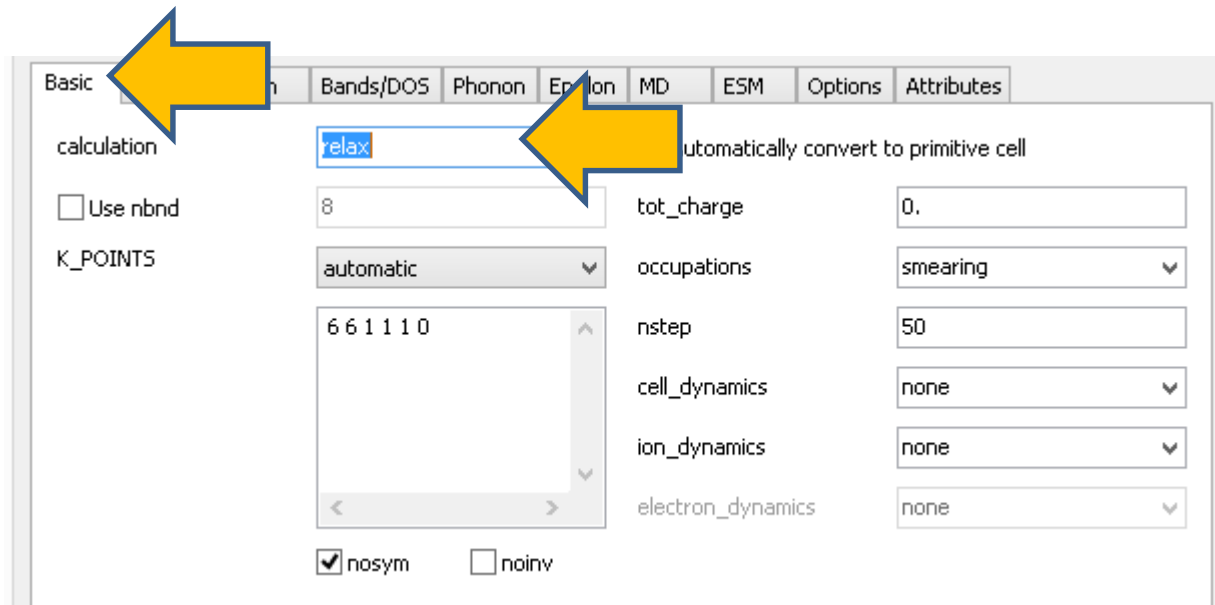 Basic Bands/DOS Phonon MD ESM Options Attributes
calculation relax utomatically convert to primitive cell
Use nbnd 8 tot_charge 0.
K_POINTS automatic occupations smearing
6 6 1 1 1 0 nstep 50
cell_dynamics none
ion_dynamics none
electron_dynamics none
nosym noinv